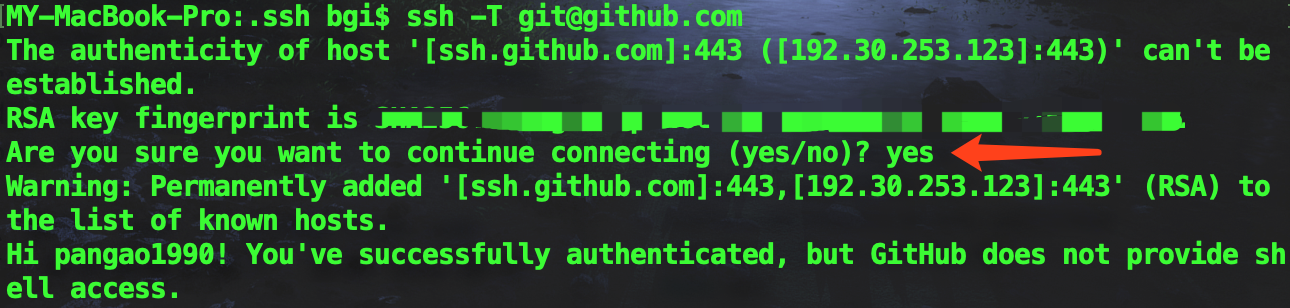 MY-MacBook-Pro:.ssh bgi$ ssh -T git@github.com
The authenticity of host '[ssh.github.com]:443 ([192.30.253.123]:443)' can't be
established.
RSA key fingerprint is
Are you sure you want to continue connecting (yes/no)? yes
Warning: Permanently added '[ssh.github.com]:443,[192.30.253.123]:443' (RSA) to
the list of known hosts.
Hi pangao1990! You've successfully authenticated, but GitHub does not provide sh
ell access.